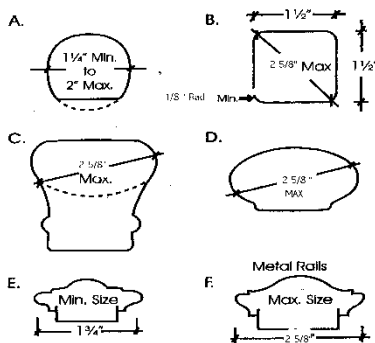 A.
1¼" Min.
to
2" Max.
B.
1½"
2 5/8" Max
1½"
1/8" Rad. Min.
C.
2 5/8"
Max.
D.
2 5/8"
MAX
E.
Min. Size
1¾"
Metal Rails
F.
Max. Size
2 5/8"